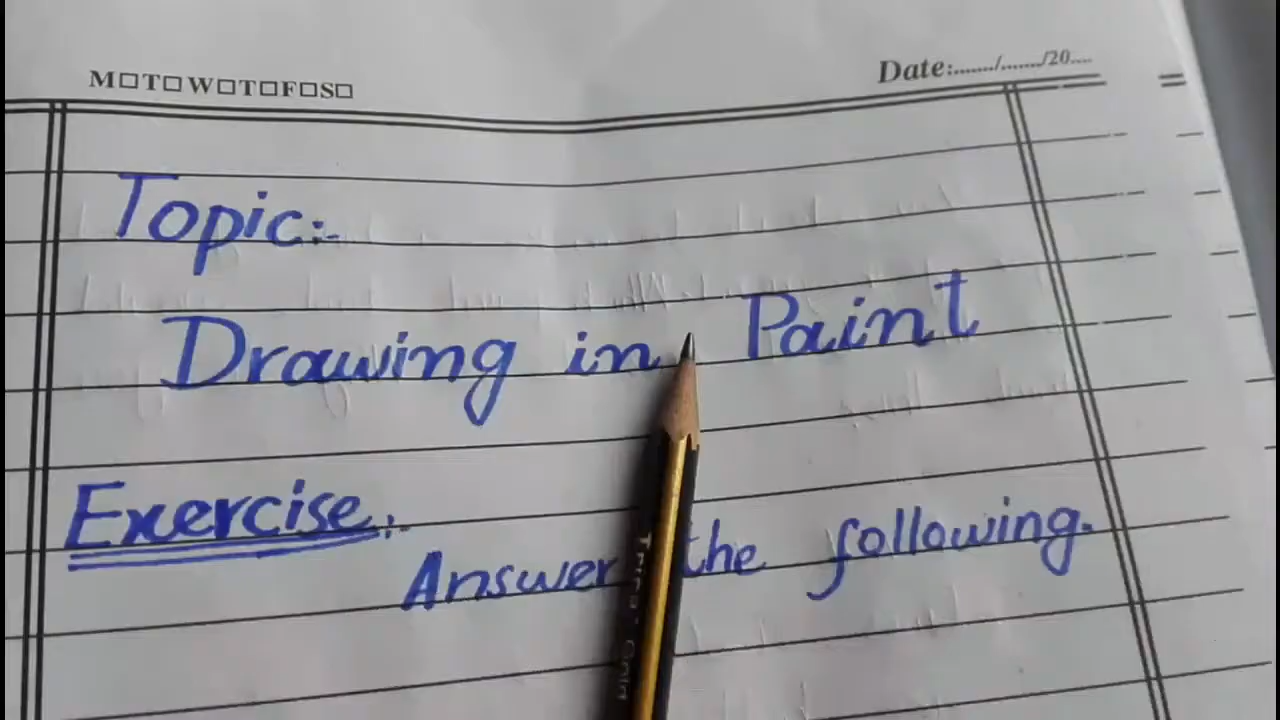 M□T□W□T□F□S□
Date:......./......./20....
Topic:-
Drawing in Paint
Exercise:-
Answer the following.